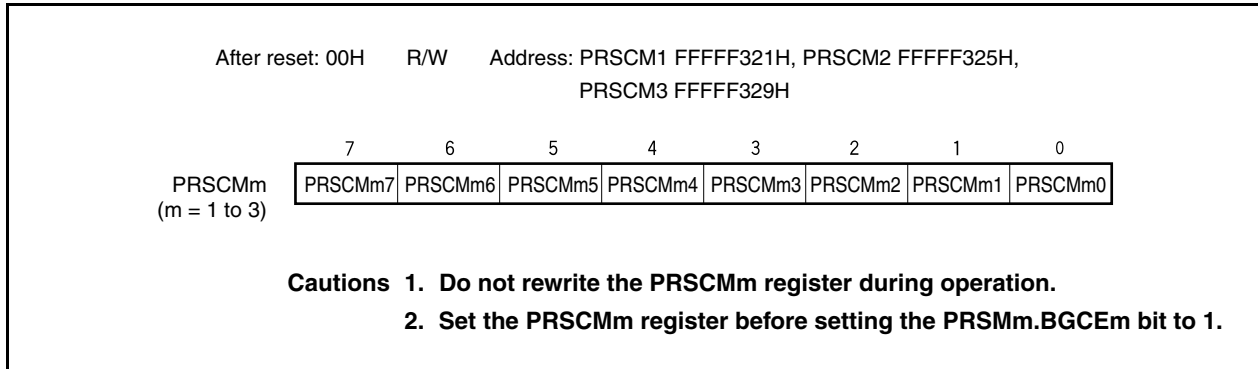 After reset: 00H R/W Address: PRSCM1 FFFFF321H, PRSCM2 FFFFF325H,
PRSCM3 FFFFF329H
7 6 5 4 3 2 1 0
PRSCMm PRSCMm7 PRSCMm6 PRSCMm5 PRSCMm4 PRSCMm3 PRSCMm2 PRSCMm1 PRSCMm0
(m = 1 to 3)
Cautions 1. Do not rewrite the PRSCMm register during operation.
2. Set the PRSCMm register before setting the PRSMm.BGCEm bit to 1.